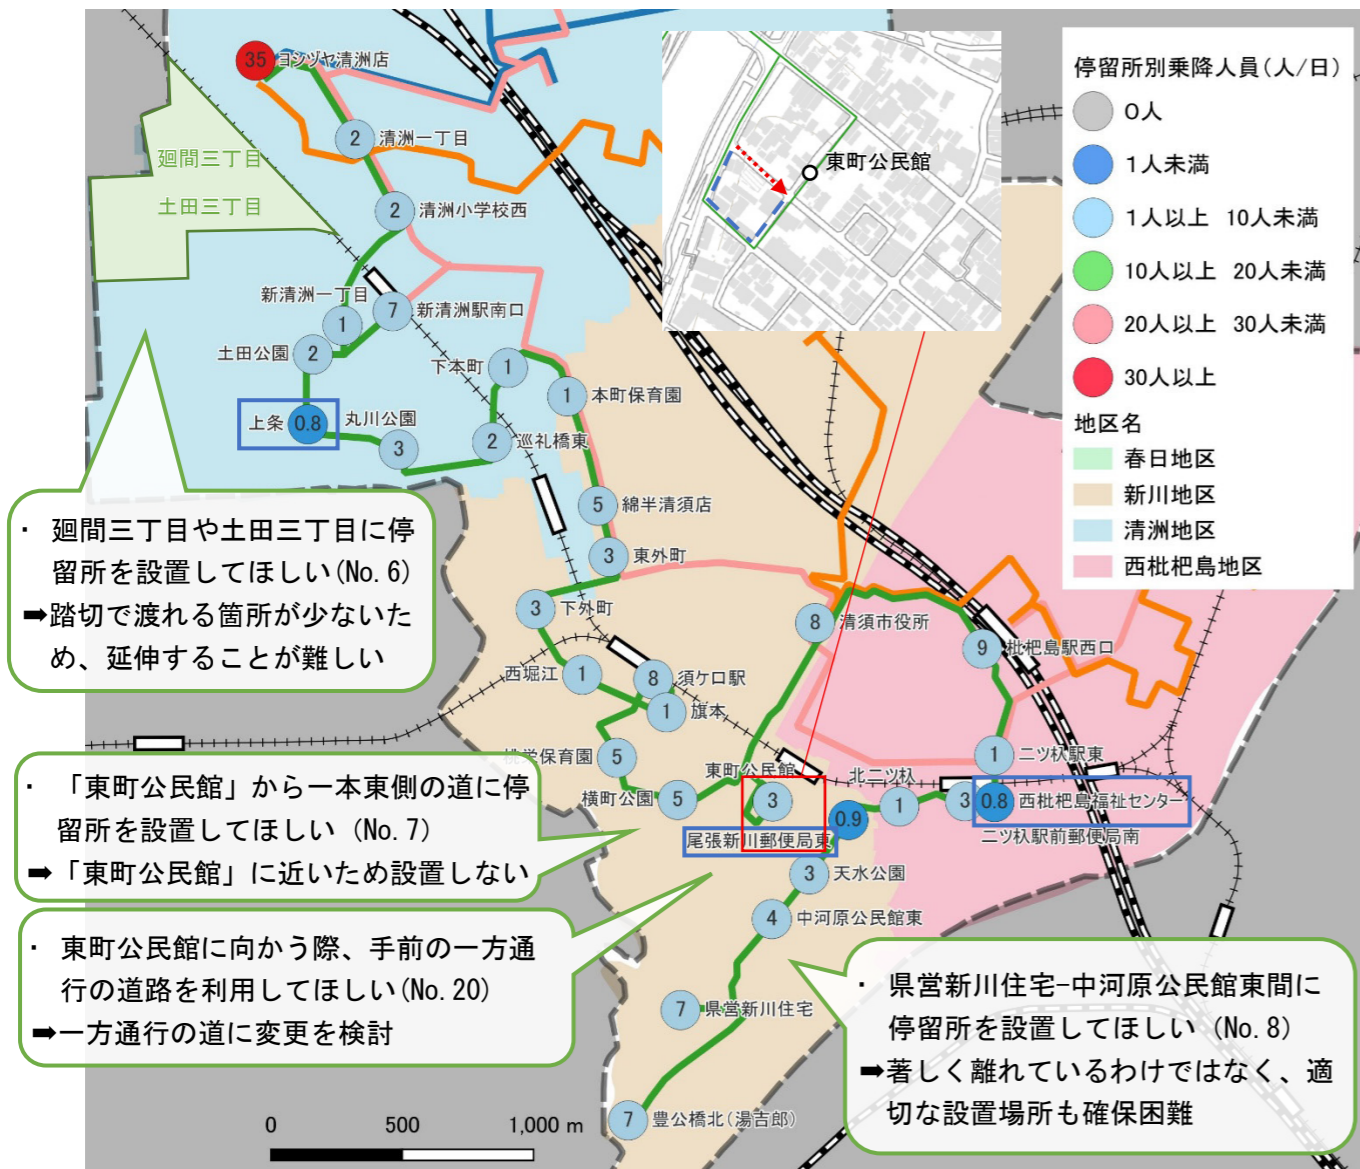 35
ヨシヅヤ清洲店
2
清洲一丁目
2
清洲小学校西
廻間三丁目
土田三丁目
新清洲一丁目
1
7
新清洲駅南口
土田公園
2
上条
0.8
丸川公園
3
下本町
1
2
巡礼橋東
1
本町保育園
5
綿半清須店
3
東外町
3
下外町
西堀江
1
8
須ケ口駅
1
旗本
桃栄保育園
5
横町公園
5
東町公民館
3
尾張新川郵便局東
0.9
北二ツ杁
1
3
0.8
西枇杷島福祉センター
二ツ杁駅前郵便局南
1
二ツ杁駅東
9
枇杷島駅西口
8
清須市役所
3
天水公園
4
中河原公民館東
7
県営新川住宅
7
豊公橋北(湯吉郎)
東町公民館
停留所別乗降人員(人/日)
0人
1人未満
1人以上 10人未満
10人以上 20人未満
20人以上 30人未満
30人以上
地区名
春日地区
新川地区
清洲地区
西枇杷島地区
・ 廻間三丁目や土田三丁目に停
留所を設置してほしい(No.6)
➡踏切で渡れる箇所が少ないた
め、延伸することが難しい
・ 「東町公民館」から一本東側の道に停
留所を設置してほしい (No.7)
➡「東町公民館」に近いため設置しない
・ 東町公民館に向かう際、手前の一方通
行の道路を利用してほしい(No.20)
➡一方通行の道に変更を検討
・ 県営新川住宅-中河原公民館東間に
停留所を設置してほしい (No.8)
➡著しく離れているわけではなく、適
切な設置場所も確保困難
0 500 1,000 m